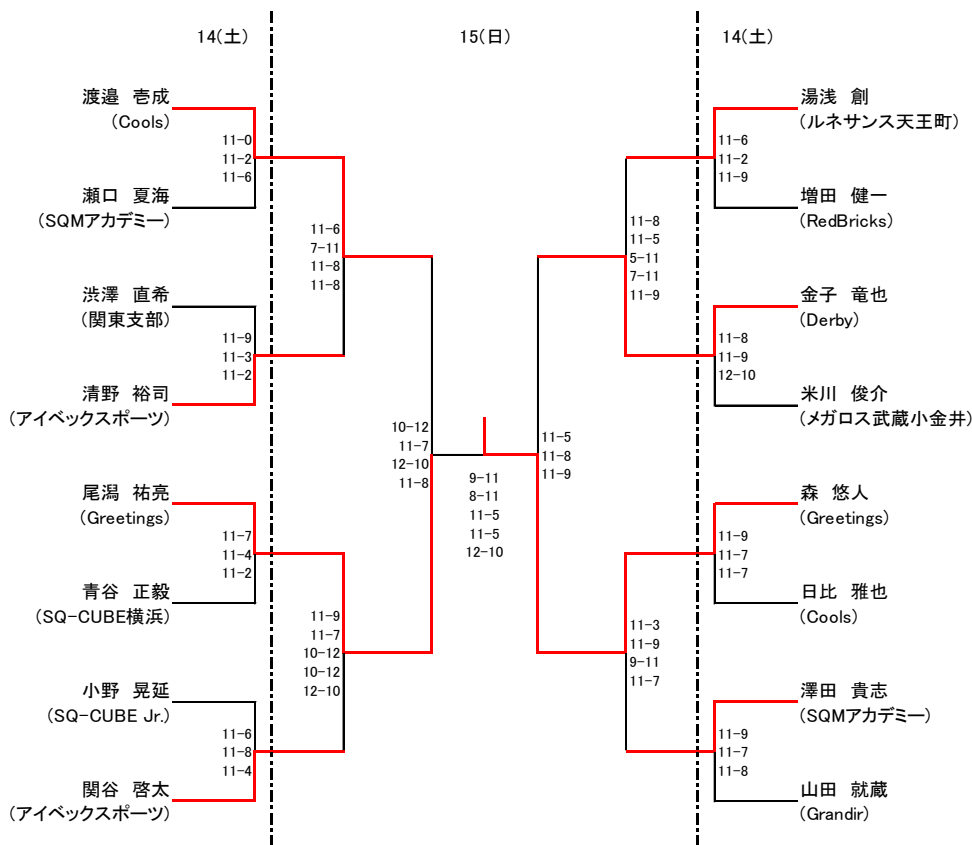 14(土)
15(日)
14(土)
渡邉 壱成
(Cools)
11-0
11-2
11-6
瀬口 夏海
(SQMアカデミー)
11-6
7-11
11-8
11-8
渋澤 直希
(関東支部)
11-9
11-3
11-2
清野 裕司
(アイベックスポーツ)
10-12
11-7
12-10
11-8
尾潟 祐亮
(Greetings)
11-7
11-4
11-2
青谷 正毅
(SQ-CUBE横浜)
11-9
11-7
10-12
10-12
12-10
小野 晃延
(SQ-CUBE Jr.)
11-6
11-8
11-4
関谷 啓太
(アイベックスポーツ)
9-11
8-11
11-5
11-5
12-10
湯浅 創
(ルネサンス天王町)
11-6
11-2
11-9
増田 健一
(RedBricks)
11-8
11-5
5-11
7-11
11-9
金子 竜也
(Derby)
11-8
11-9
12-10
米川 俊介
(メガロス武蔵小金井)
11-5
11-8
11-9
森 悠人
(Greetings)
11-9
11-7
11-7
日比 雅也
(Cools)
11-3
11-9
9-11
11-7
澤田 貴志
(SQMアカデミー)
11-9
11-7
11-8
山田 就蔵
(Grandir)